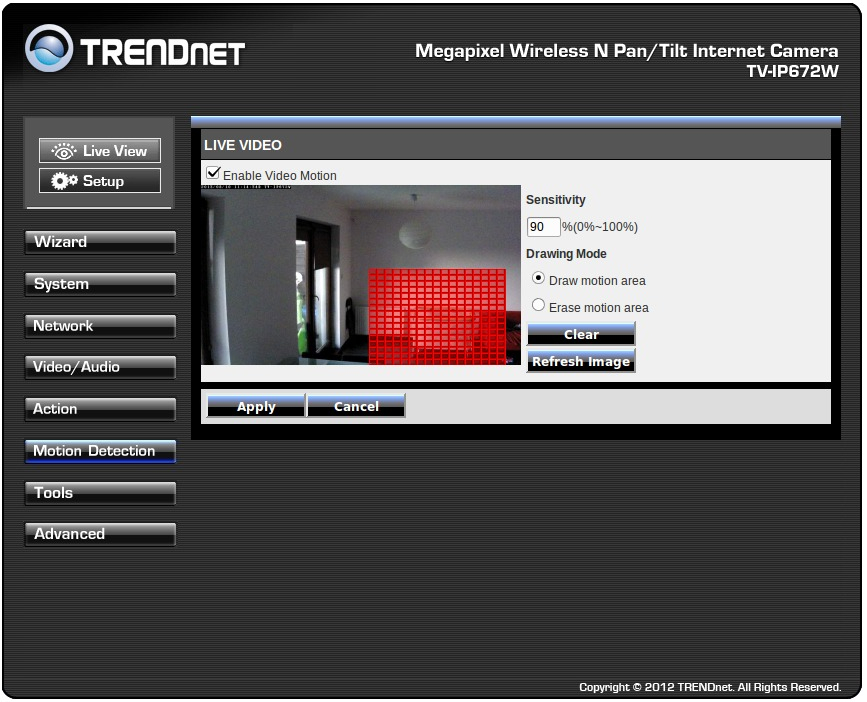 TRENDNET
Megapixel Wireless N Pan/Tilt Internet Camera
TV-IP672W
Live View
Setup
Wizard
System
Network
Video/Audio
Action
Motion Detection
Tools
Advanced
LIVE VIDEO
Enable Video Motion
Sensitivity
90 %(0%~100%)
Drawing Mode
Draw motion area
Erase motion area
Clear
Refresh Image
Apply
Cancel
Copyright © 2012 TRENDnet. All Rights Reserved.